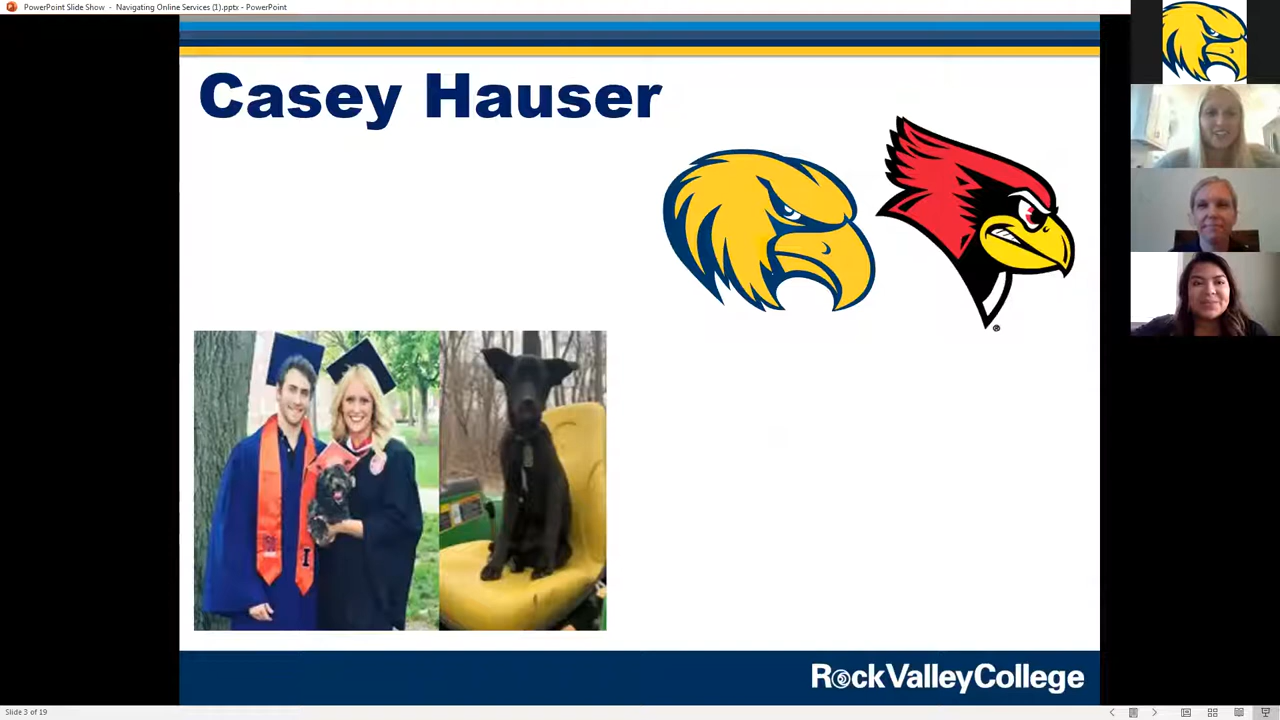 PowerPoint Slide Show - Navigating Online Services (1).pptx - PowerPoint
Casey Hauser
®
I
RockValleyCollege
Slide 3 of 19